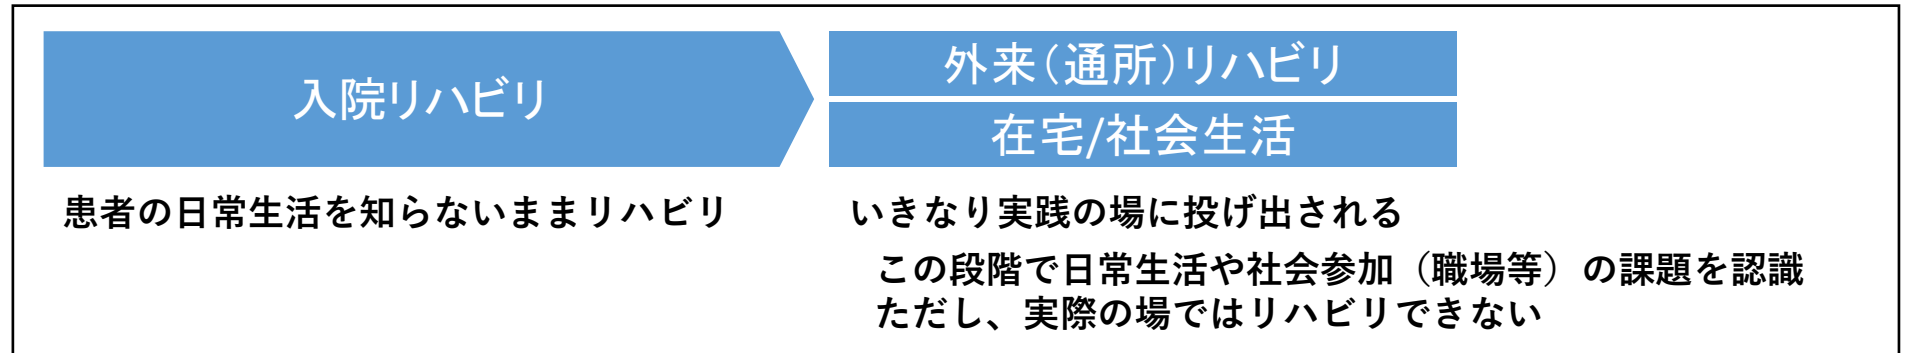 入院リハビリ
外来（通所）リハビリ
在宅/社会生活
患者の日常生活を知らないままリハビリ
いきなり実践の場に投げ出される
この段階で日常生活や社会参加（職場等）の課題を認識
ただし、実際の場ではリハビリできない